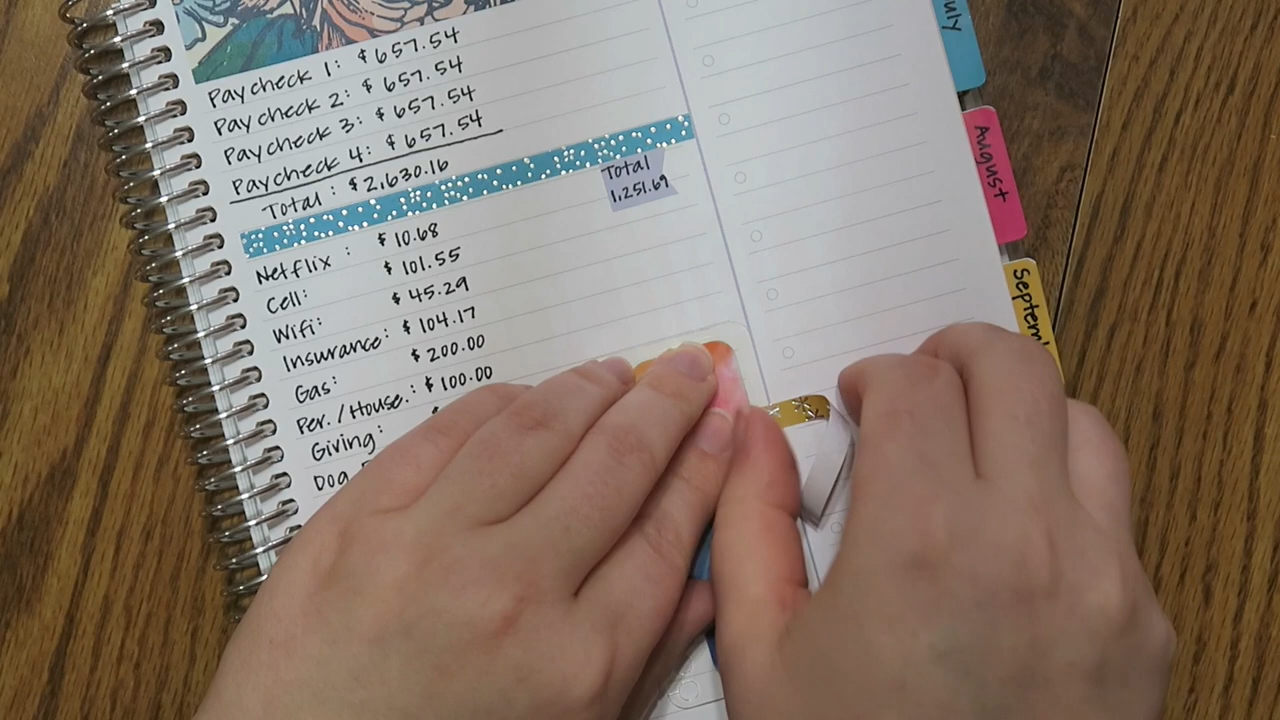 Paycheck 1: $657.54
Paycheck 2: $657.54
Paycheck 3: $657.54
Paycheck 4: $657.54
Total: $2,630.16
Total
1,251.69
Netflix: $10.68
Cell: $101.55
Wifi: $45.29
Insurance: $104.17
Gas: $200.00
Per./House.: $100.00
Giving:
Dog
August